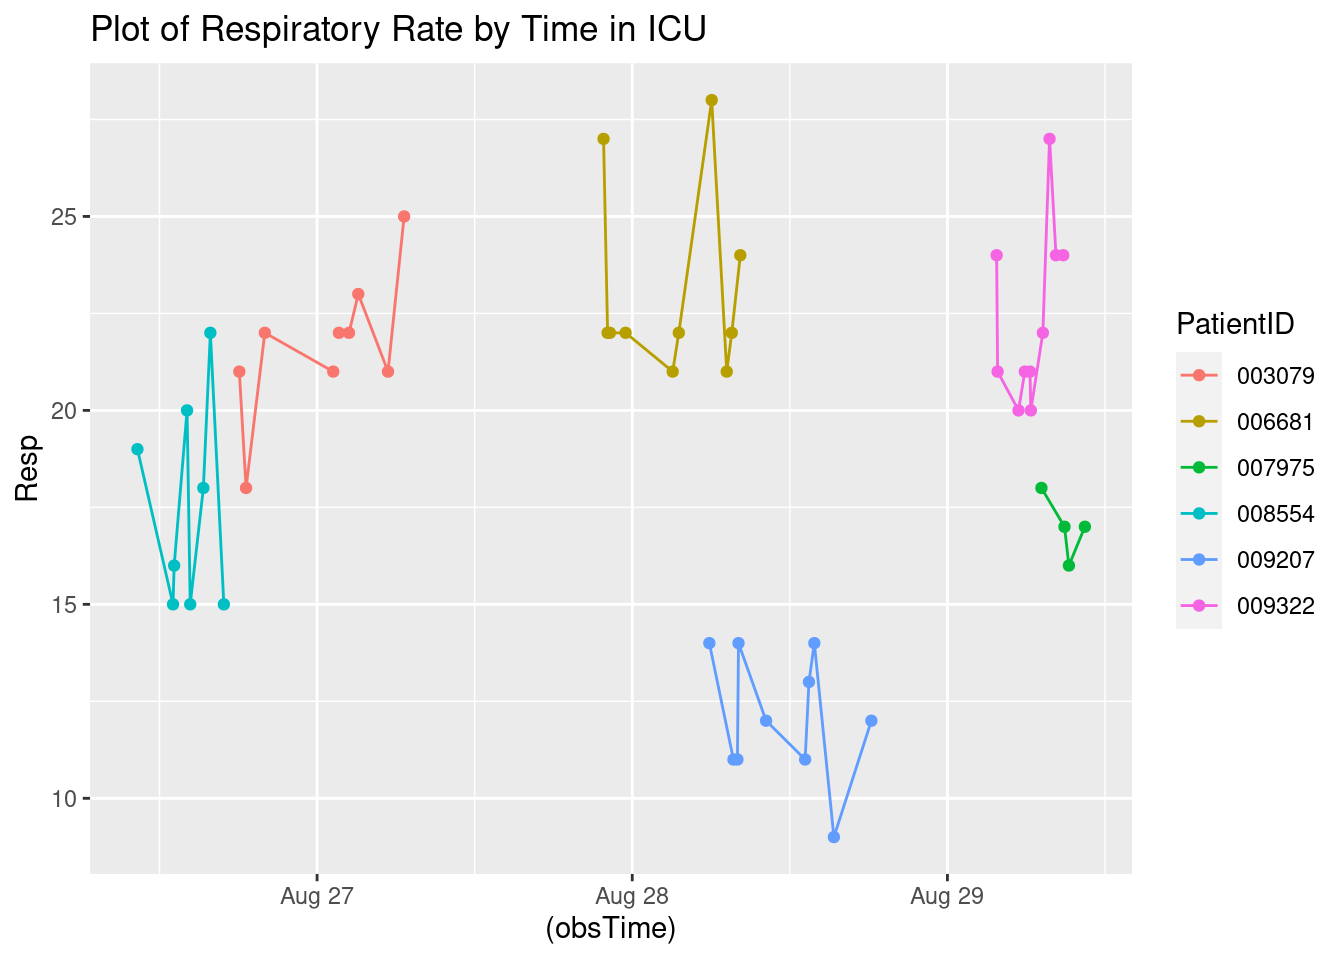 Plot of Respiratory Rate by Time in ICU
25
20
15
10
Resp
Aug 27
Aug 28
Aug 29
(obsTime)
PatientID
003079
006681
007975
008554
009207
009322